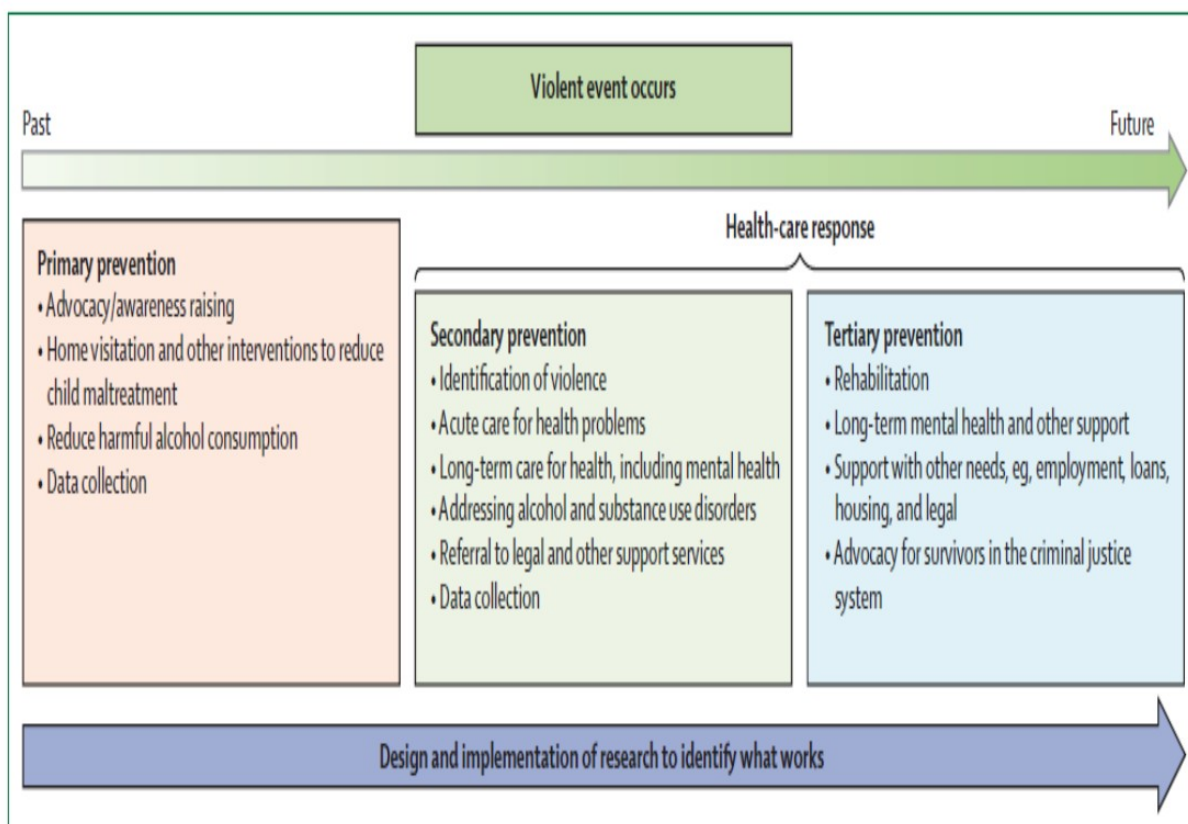 Violent event occurs
Past
Future
Health-care response
Primary prevention
• Advocacy/awareness raising
• Home visitation and other interventions to reduce
child maltreatment
• Reduce harmful alcohol consumption
• Data collection
Secondary prevention
• Identification of violence
• Acute care for health problems
• Long-term care for health, including mental health
• Addressing alcohol and substance use disorders
• Referral to legal and other support services
• Data collection
Tertiary prevention
• Rehabilitation
• Long-term mental health and other support
• Support with other needs, eg, employment, loans,
housing, and legal
• Advocacy for survivors in the criminal justice
system
Design and implementation of research to identify what works